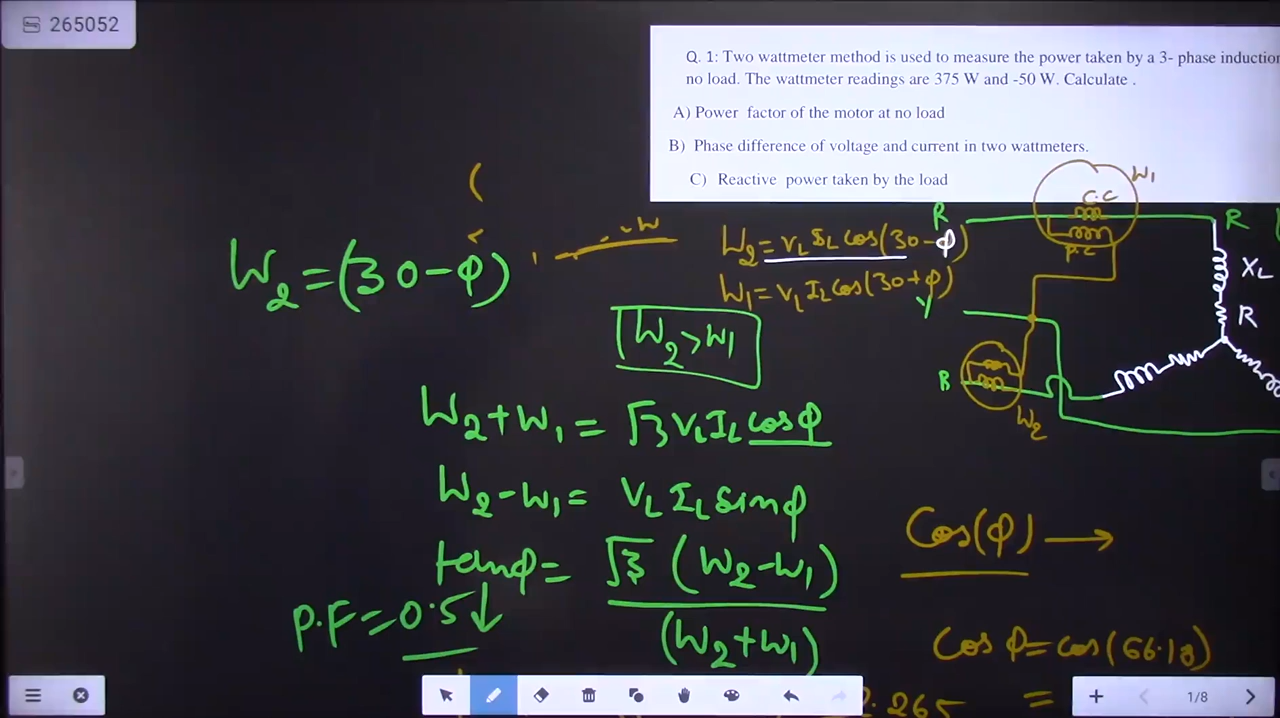 265052
Q. 1: Two wattmeter method is used to measure the power taken by a 3- phase induction
no load. The wattmeter readings are 375 W and -50 W. Calculate .
A) Power factor of the motor at no load
B) Phase difference of voltage and current in two wattmeters.
C) Reactive power taken by the load
W₁
C.C
P.C
R
R
XL
R
Y
B
W₂
W₂ = VL IL cos(30-φ)
W₁ = VL IL cos(30+φ)
W₂ = (30-φ)
W₂ > W₁
W₂+W₁ = √3 VL IL cosφ
W₂-W₁ = VL IL sinφ
tanφ = √3 (W₂-W₁)
(W₂+W₁)
P.F = 0.5↓
Cos(φ) →
Cosφ = cos(66.18)
2.265 =
1/8